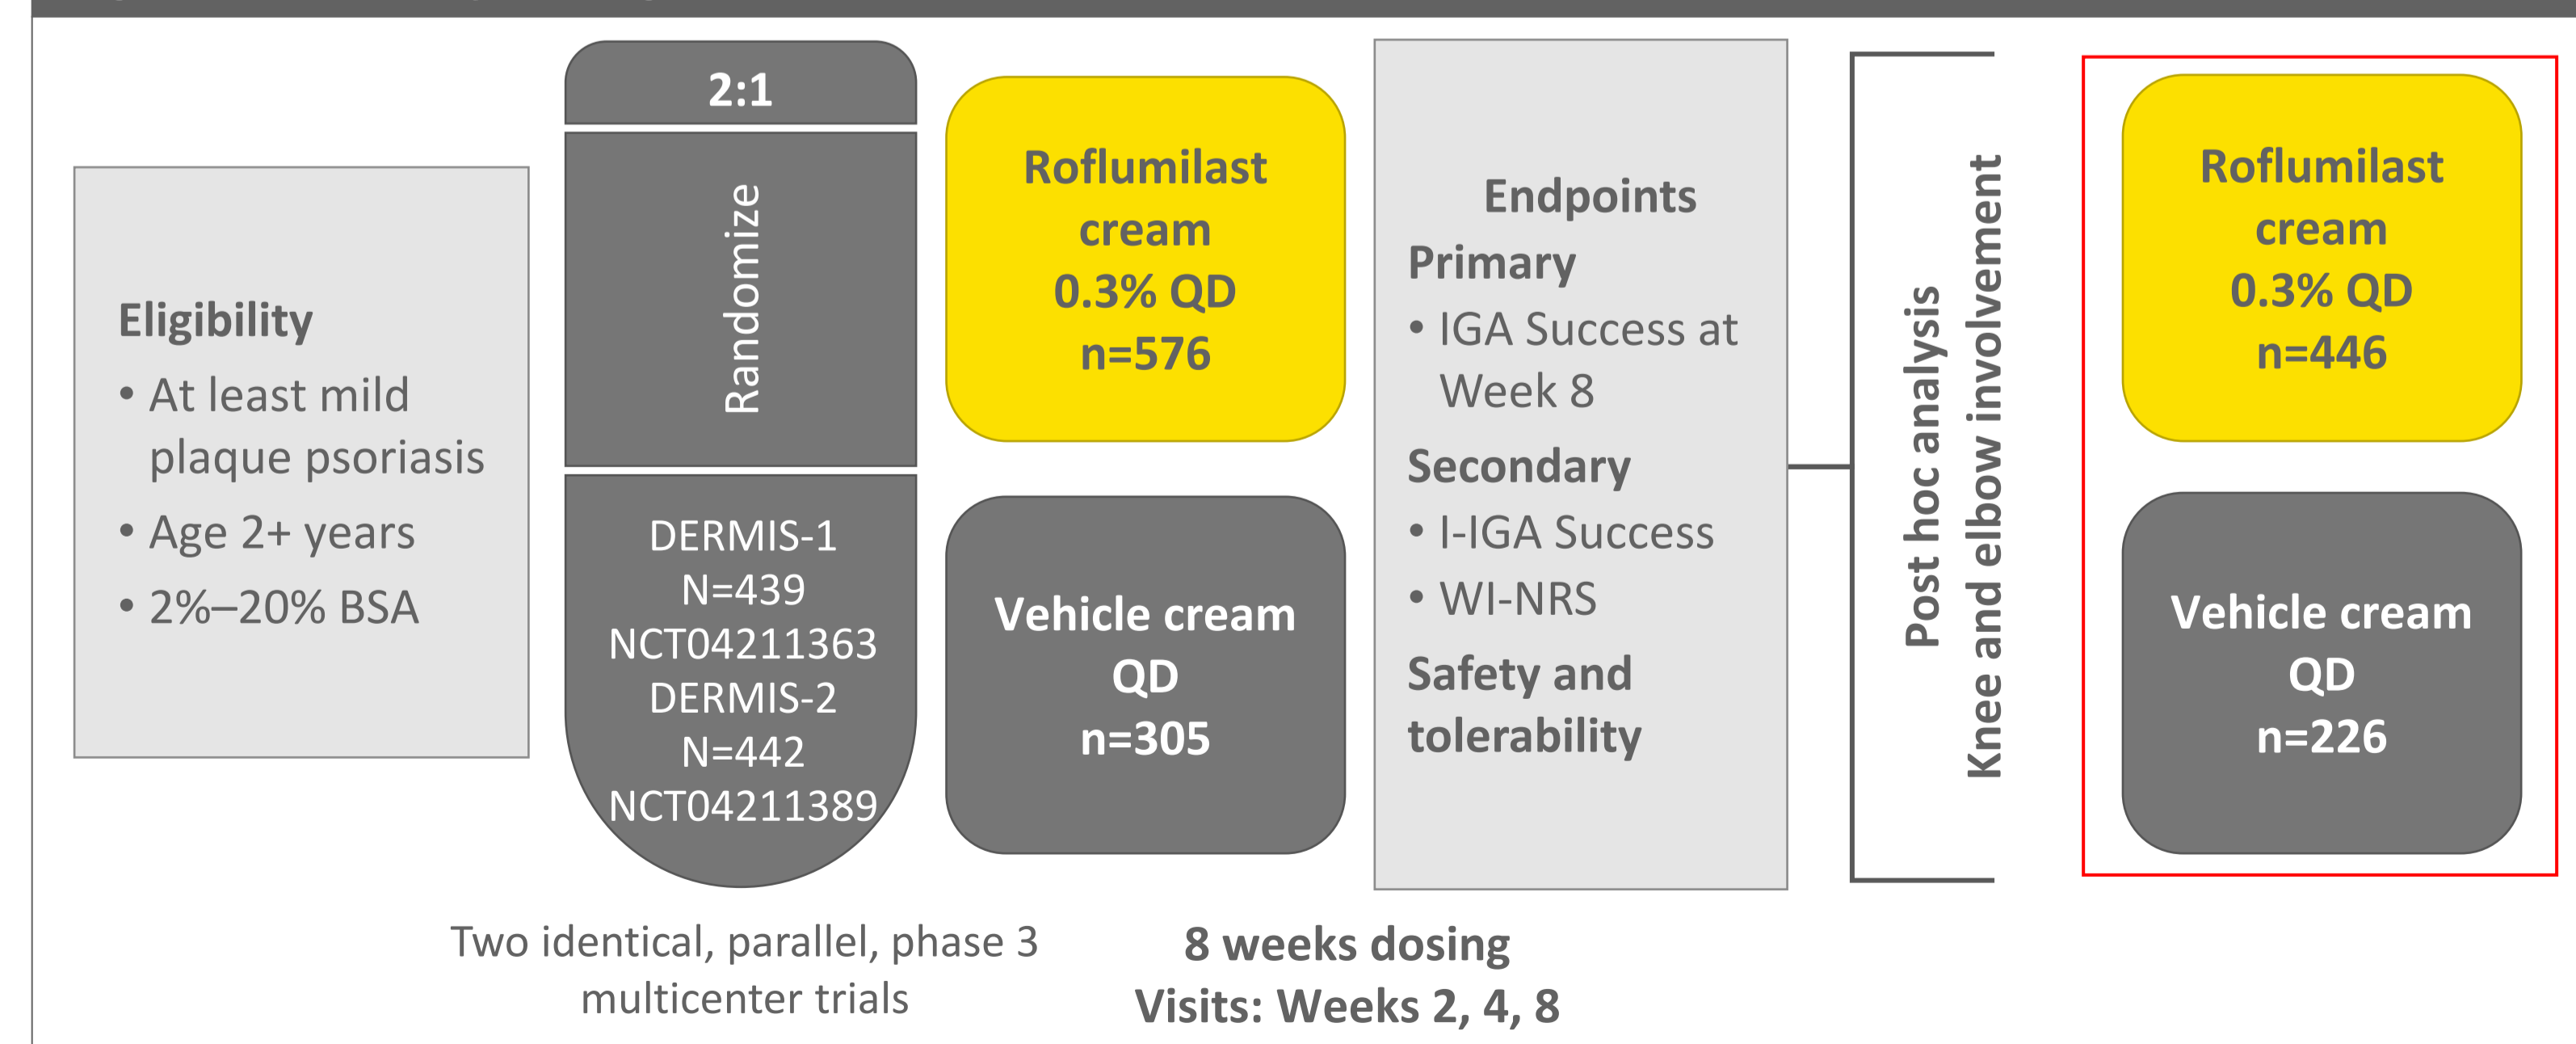 Eligibility
• At least mild
plaque psoriasis
• Age 2+ years
• 2%–20% BSA
2:1
Randomize
DERMIS-1
N=439
NCT04211363
DERMIS-2
N=442
NCT04211389
Two identical, parallel, phase 3
multicenter trials
Roflumilast
cream
0.3% QD
n=576
Vehicle cream
QD
n=305
8 weeks dosing
Visits: Weeks 2, 4, 8
Endpoints
Primary
• IGA Success at
Week 8
Secondary
• I-IGA Success
• WI-NRS
Safety and
tolerability
Post hoc analysis
Knee and elbow involvement
Roflumilast
cream
0.3% QD
n=446
Vehicle cream
QD
n=226